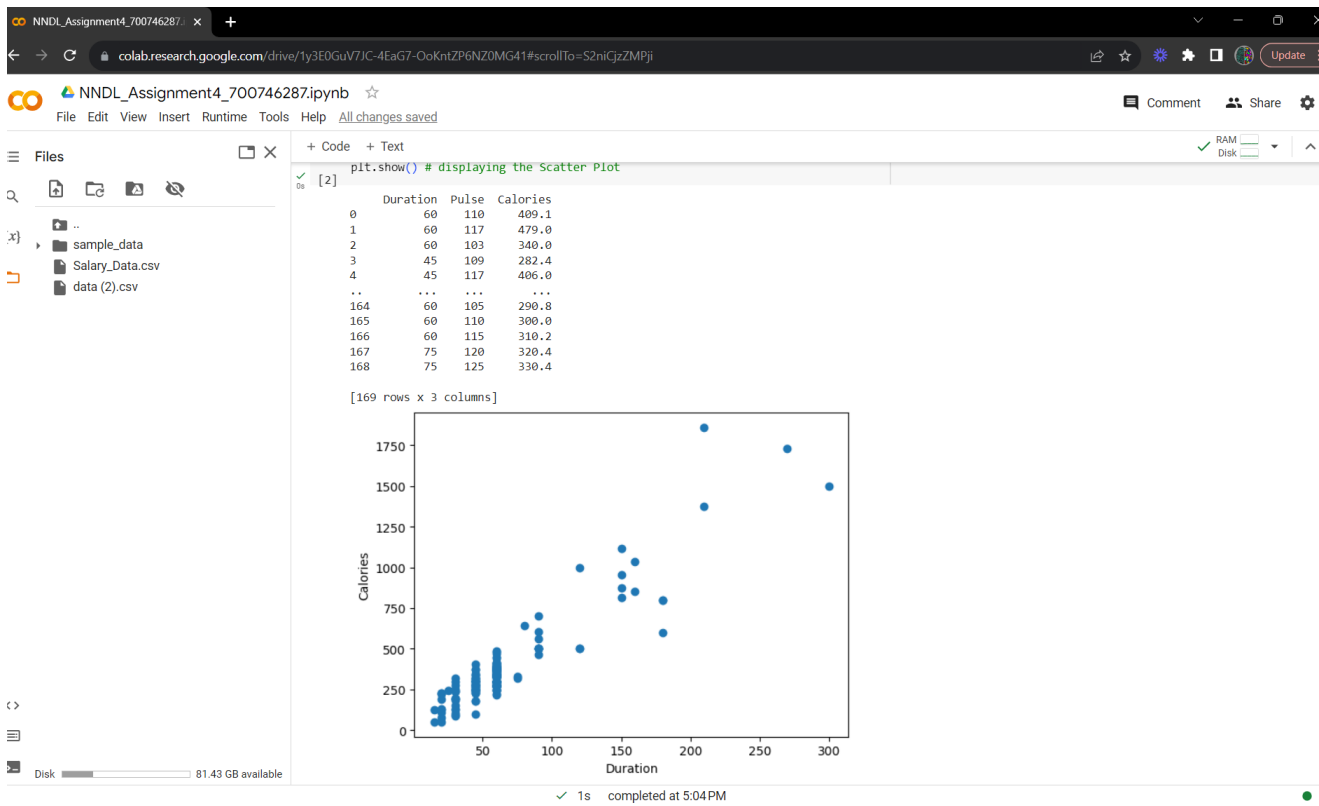 NNDL_Assignment4_700746287.i
colab.research.google.com/drive/1y3E0GuV7JC-4EaG7-OoKntZP6NZ0MG41#scrollTo=S2niCjzZMPji
Update
NNDL_Assignment4_700746287.ipynb
File Edit View Insert Runtime Tools Help All changes saved
Comment
Share
Files
+ Code + Text
RAM
Disk
plt.show() # displaying the Scatter Plot
0s
[2]
Duration Pulse Calories
0 60 110 409.1
1 60 117 479.0
2 60 103 340.0
3 45 109 282.4
4 45 117 406.0
.. ... ... ...
164 60 105 290.8
165 60 110 300.0
166 60 115 310.2
167 75 120 320.4
168 75 125 330.4
[169 rows x 3 columns]
..
{x}
sample_data
Salary_Data.csv
data (2).csv
1750
1500
1250
1000
750
500
250
0
Calories
50 100 150 200 250 300
Duration
Disk 81.43 GB available
1s completed at 5:04 PM